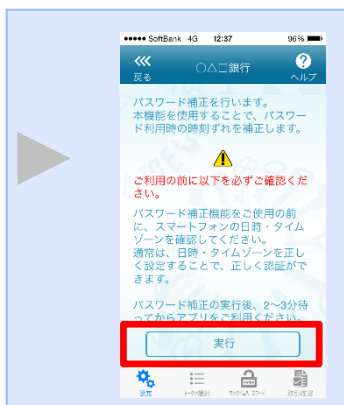 SoftBank 4G 12:37 96%
戻る
〇△□銀行
?
ヘルプ
パスワード補正を行います。
本機能を使用することで、パスワー
ド利用時の時刻ずれを補正します。
ご利用の前に以下を必ずご確認くだ
さい。
パスワード補正機能をご使用の前
に、スマートフォンの日時・タイム
ゾーンを確認してください。
通常は、日時・タイムゾーンを正し
く設定することで、正しく認証がで
きます。
パスワード補正の実行後、2〜3分待
ってからアプリをご利用ください。
実行
設定